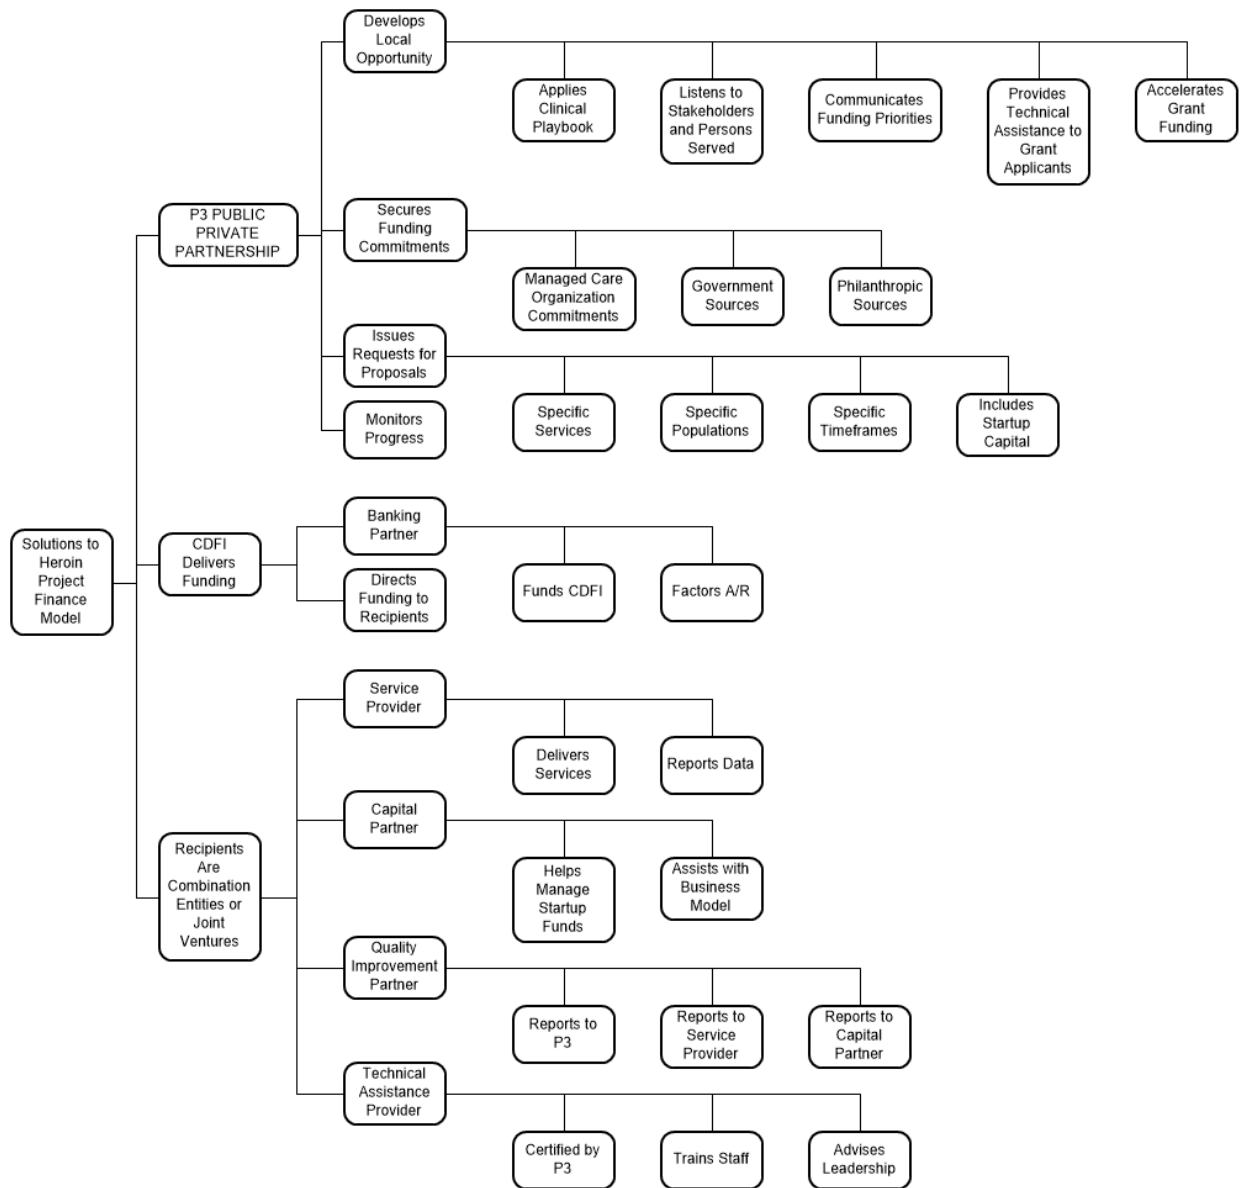 Develops
Local
Opportunity
Applies
Clinical
Playbook
Listens to
Stakeholders
and Persons
Served
Communicates
Funding Priorities
Provides
Technical
Assistance to
Grant
Applicants
Accelerates
Grant
Funding
P3 PUBLIC
PRIVATE
PARTNERSHIP
Secures
Funding
Commitments
Managed Care
Organization
Commitments
Government
Sources
Philanthropic
Sources
Issues
Requests for
Proposals
Specific
Services
Specific
Populations
Specific
Timeframes
Includes
Startup
Capital
Monitors
Progress
Solutions to
Heroin
Project
Finance
Model
CDFI
Delivers
Funding
Banking
Partner
Funds CDFI
Factors A/R
Directs
Funding to
Recipients
Recipients
Are
Combination
Entities or
Joint
Ventures
Service
Provider
Delivers
Services
Reports Data
Capital
Partner
Helps
Manage
Startup
Funds
Assists with
Business
Model
Quality
Improvement
Partner
Reports to
P3
Reports to
Service
Provider
Reports to
Capital
Partner
Technical
Assistance
Provider
Certified by
P3
Trains Staff
Advises
Leadership